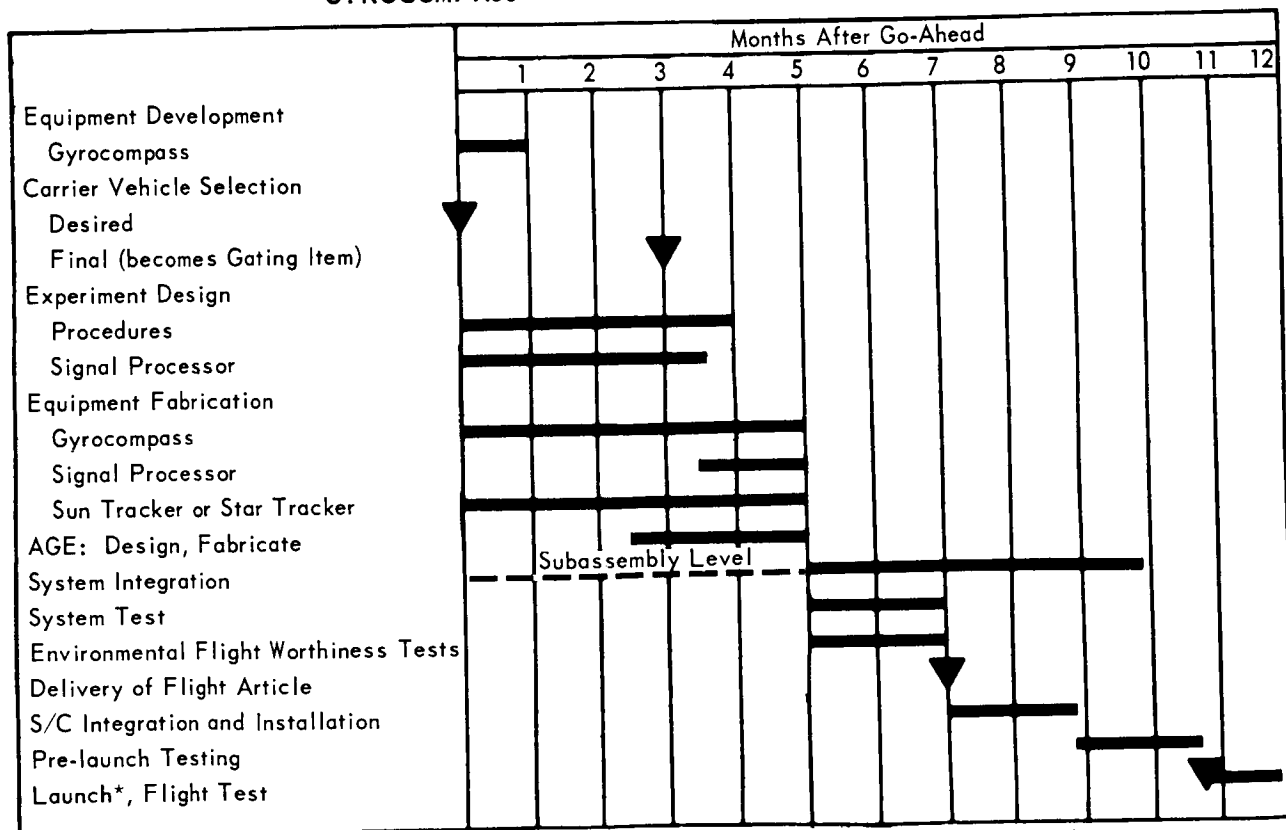 Months After Go-Ahead
1 2 3 4 5 6 7 8 9 10 11 12
Equipment Development
Gyrocompass
Carrier Vehicle Selection
Desired
Final (becomes Gating Item)
Experiment Design
Procedures
Signal Processor
Equipment Fabrication
Gyrocompass
Signal Processor
Sun Tracker or Star Tracker
AGE: Design, Fabricate
Subassembly Level
System Integration
System Test
Environmental Flight Worthiness Tests
Delivery of Flight Article
S/C Integration and Installation
Pre-launch Testing
Launch*, Flight Test